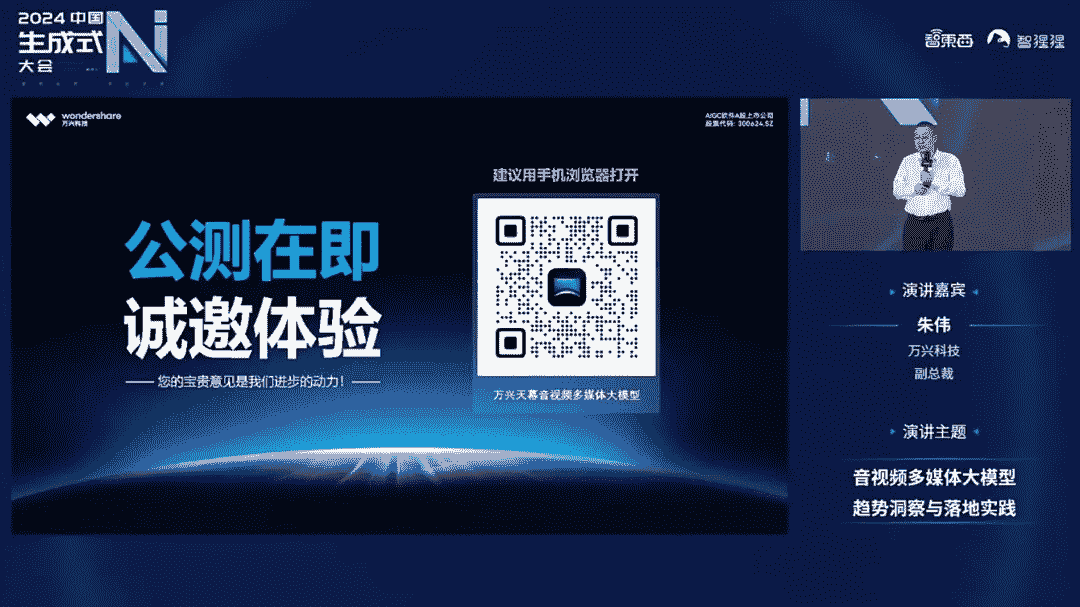 2024 中国
生成式
AI
大会
智東西
智猩猩
wondershare
万兴科技
AIGC软件A股上市公司
股票代码: 300624.SZ
建议用手机浏览器打开
公测在即
诚邀体验
您的宝贵意见是我们进步的动力!
万兴天幕音视频多媒体大模型
演讲嘉宾
朱伟
万兴科技
副总裁
演讲主题
音视频多媒体大模型
趋势洞察与落地实践